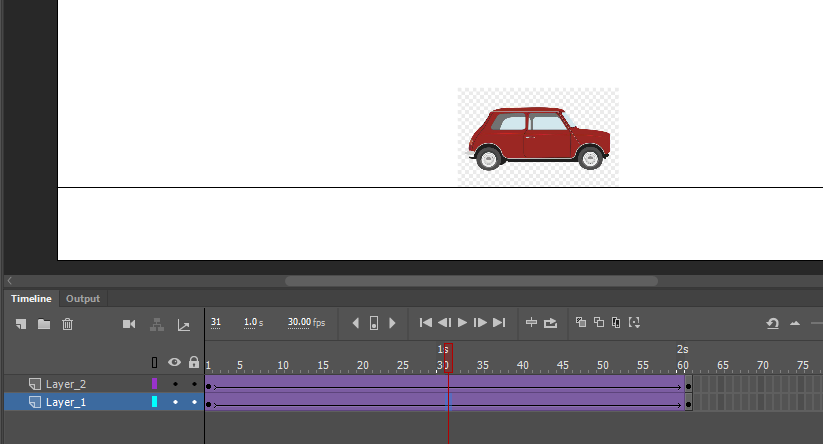 Timeline Output
31 1.0 s 30.00 fps
1s 2s
1 5 10 15 20 25 30 35 40 45 50 55 60 65 70 75
Layer_2
Layer_1